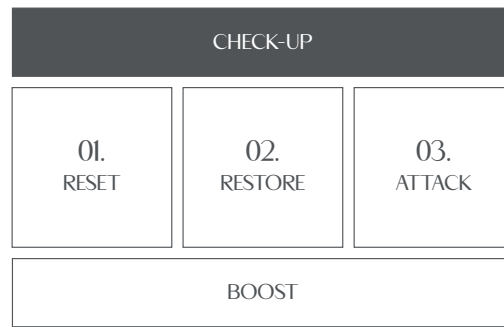 CHECK-UP
01.
RESET
02.
RESTORE
03.
ATTACK
BOOST